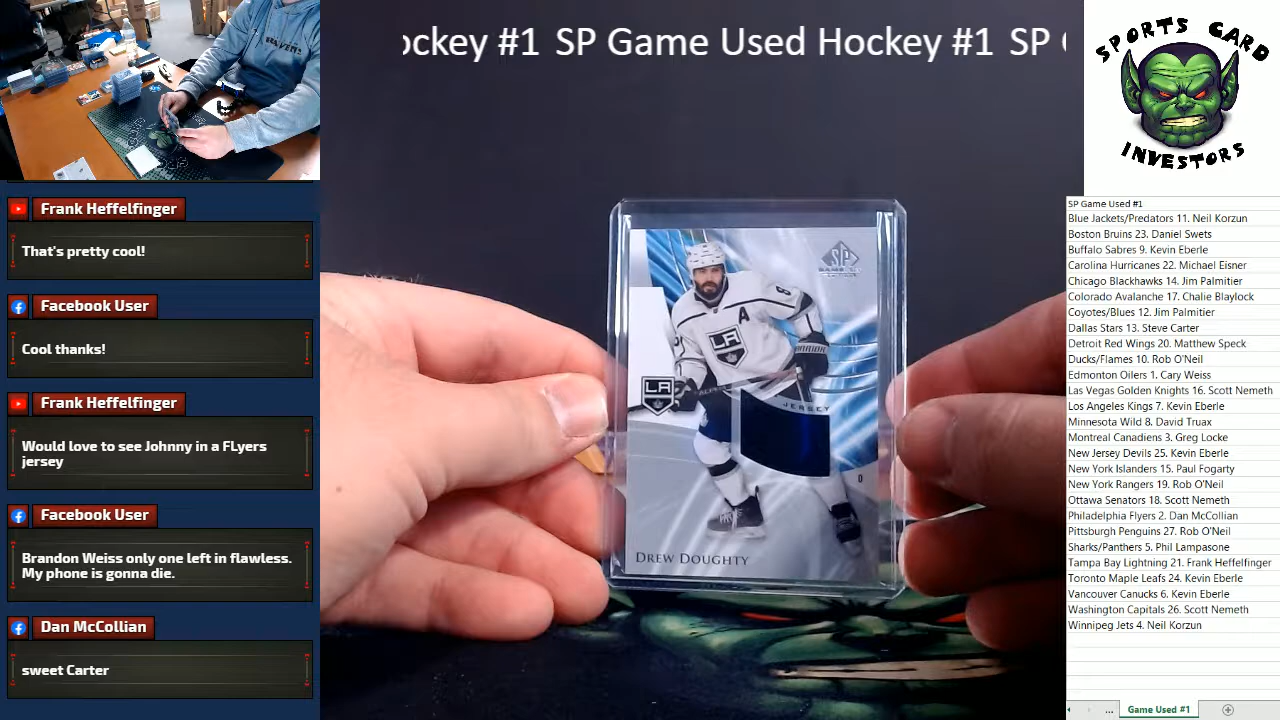 ockey #1 SP Game Used Hockey #1 SP
SPORTS CARD
INVESTORS
Frank Heffelfinger
That's pretty cool!
Facebook User
Cool thanks!
Frank Heffelfinger
Would love to see Johnny in a FLyers
jersey
Facebook User
Brandon Weiss only one left in flawless.
My phone is gonna die.
Dan McCollian
sweet Carter
SP
A
8
LA
LA
JERSEY
D
DREW DOUGHTY
SP Game Used #1
Blue Jackets/Predators 11. Neil Korzun
Boston Bruins 23. Daniel Swets
Buffalo Sabres 9. Kevin Eberle
Carolina Hurricanes 22. Michael Eisner
Chicago Blackhawks 14. Jim Palmitier
Colorado Avalanche 17. Chalie Blaylock
Coyotes/Blues 12. Jim Palmitier
Dallas Stars 13. Steve Carter
Detroit Red Wings 20. Matthew Speck
Ducks/Flames 10. Rob O'Neil
Edmonton Oilers 1. Cary Weiss
Las Vegas Golden Knights 16. Scott Nemeth
Los Angeles Kings 7. Kevin Eberle
Minnesota Wild 8. David Truax
Montreal Canadiens 3. Greg Locke
New Jersey Devils 25. Kevin Eberle
New York Islanders 15. Paul Fogarty
New York Rangers 19. Rob O'Neil
Ottawa Senators 18. Scott Nemeth
Philadelphia Flyers 2. Dan McCollian
Pittsburgh Penguins 27. Rob O'Neil
Sharks/Panthers 5. Phil Lampasone
Tampa Bay Lightning 21. Frank Heffelfinger
Toronto Maple Leafs 24. Kevin Eberle
Vancouver Canucks 6. Kevin Eberle
Washington Capitals 26. Scott Nemeth
Winnipeg Jets 4. Neil Korzun
... Game Used #1